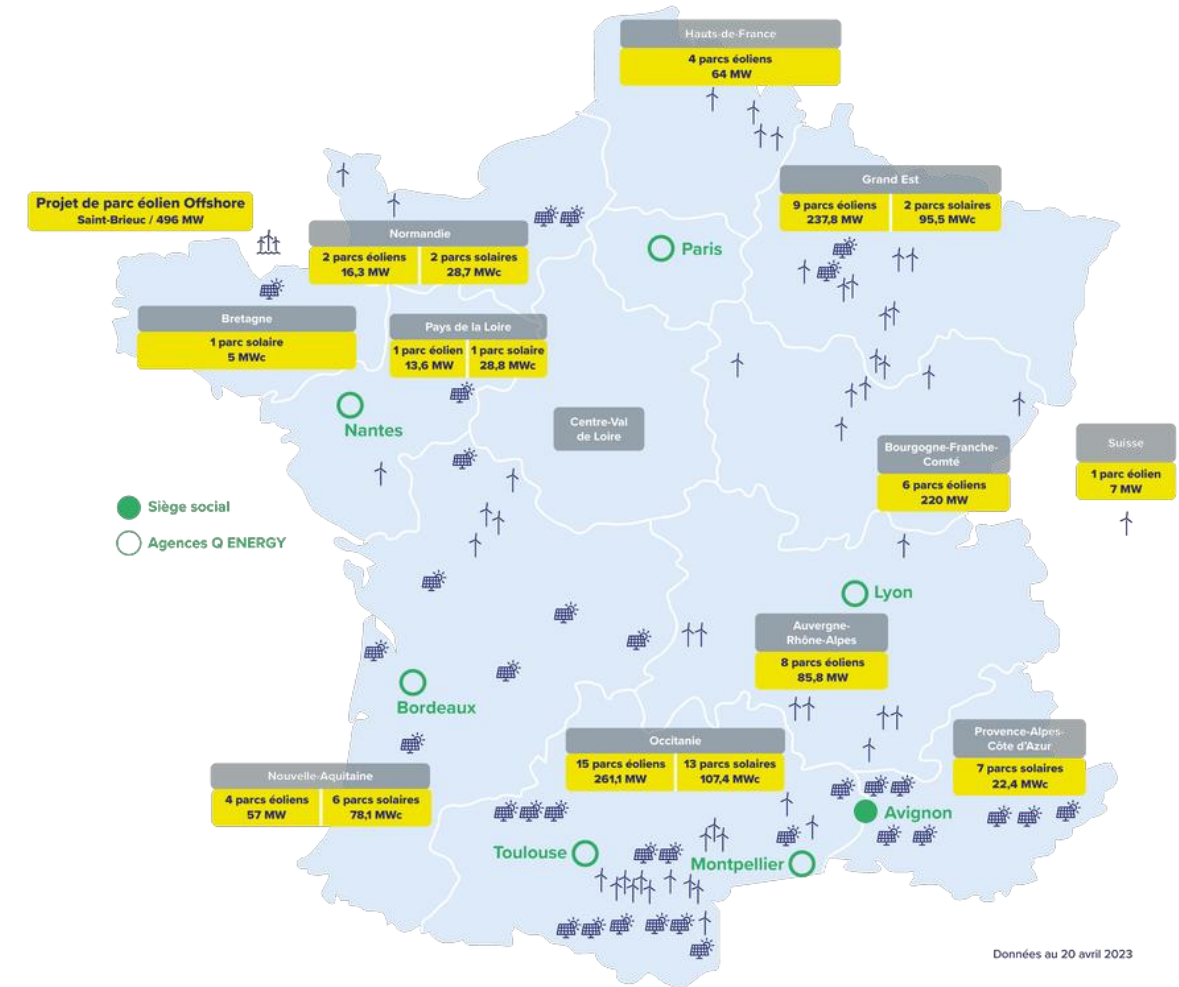 Hauts-de-France
4 parcs éoliens
64 MW
Grand Est
9 parcs éoliens
237,8 MW
2 parcs solaires
95,5 MWc
Projet de parc éolien Offshore
Saint-Brieuc / 496 MW
Normandie
2 parcs éoliens
16,3 MW
2 parcs solaires
28,7 MWc
Paris
Bretagne
1 parc solaire
5 MWc
Pays de la Loire
1 parc éolien
13,6 MW
1 parc solaire
28,8 MWc
Nantes
Centre-Val
de Loire
Bourgogne-Franche-
Comté
6 parcs éoliens
220 MW
Suisse
1 parc éolien
7 MW
Siège social
Agences Q ENERGY
Lyon
Auvergne-
Rhône-Alpes
8 parcs éoliens
85,8 MW
Bordeaux
Occitanie
15 parcs éoliens
261,1 MW
13 parcs solaires
107,4 MWc
Provence-Alpes-
Côte d'Azur
7 parcs solaires
22,4 MWc
Nouvelle-Aquitaine
4 parcs éoliens
57 MW
6 parcs solaires
78,1 MWc
Avignon
Toulouse
Montpellier
Données au 20 avril 2023